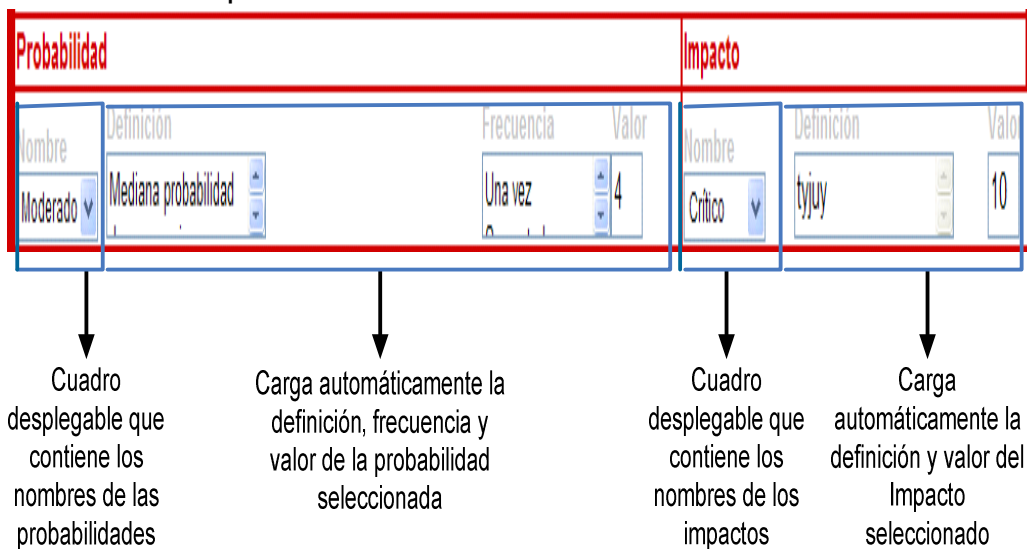 Probabilidad Impacto
Nombre Definición Frecuencia Valor Nombre Definición Valor
Moderado Mediana probabilidad Una vez 4 Crítico tyjuy 10
Cuadro
desplegable que
contiene los
nombres de las
probabilidades
Carga automáticamente la
definición, frecuencia y
valor de la probabilidad
seleccionada
Cuadro
desplegable que
contiene los
nombres de los
impactos
Carga
automáticamente la
definición y valor del
Impacto
seleccionado